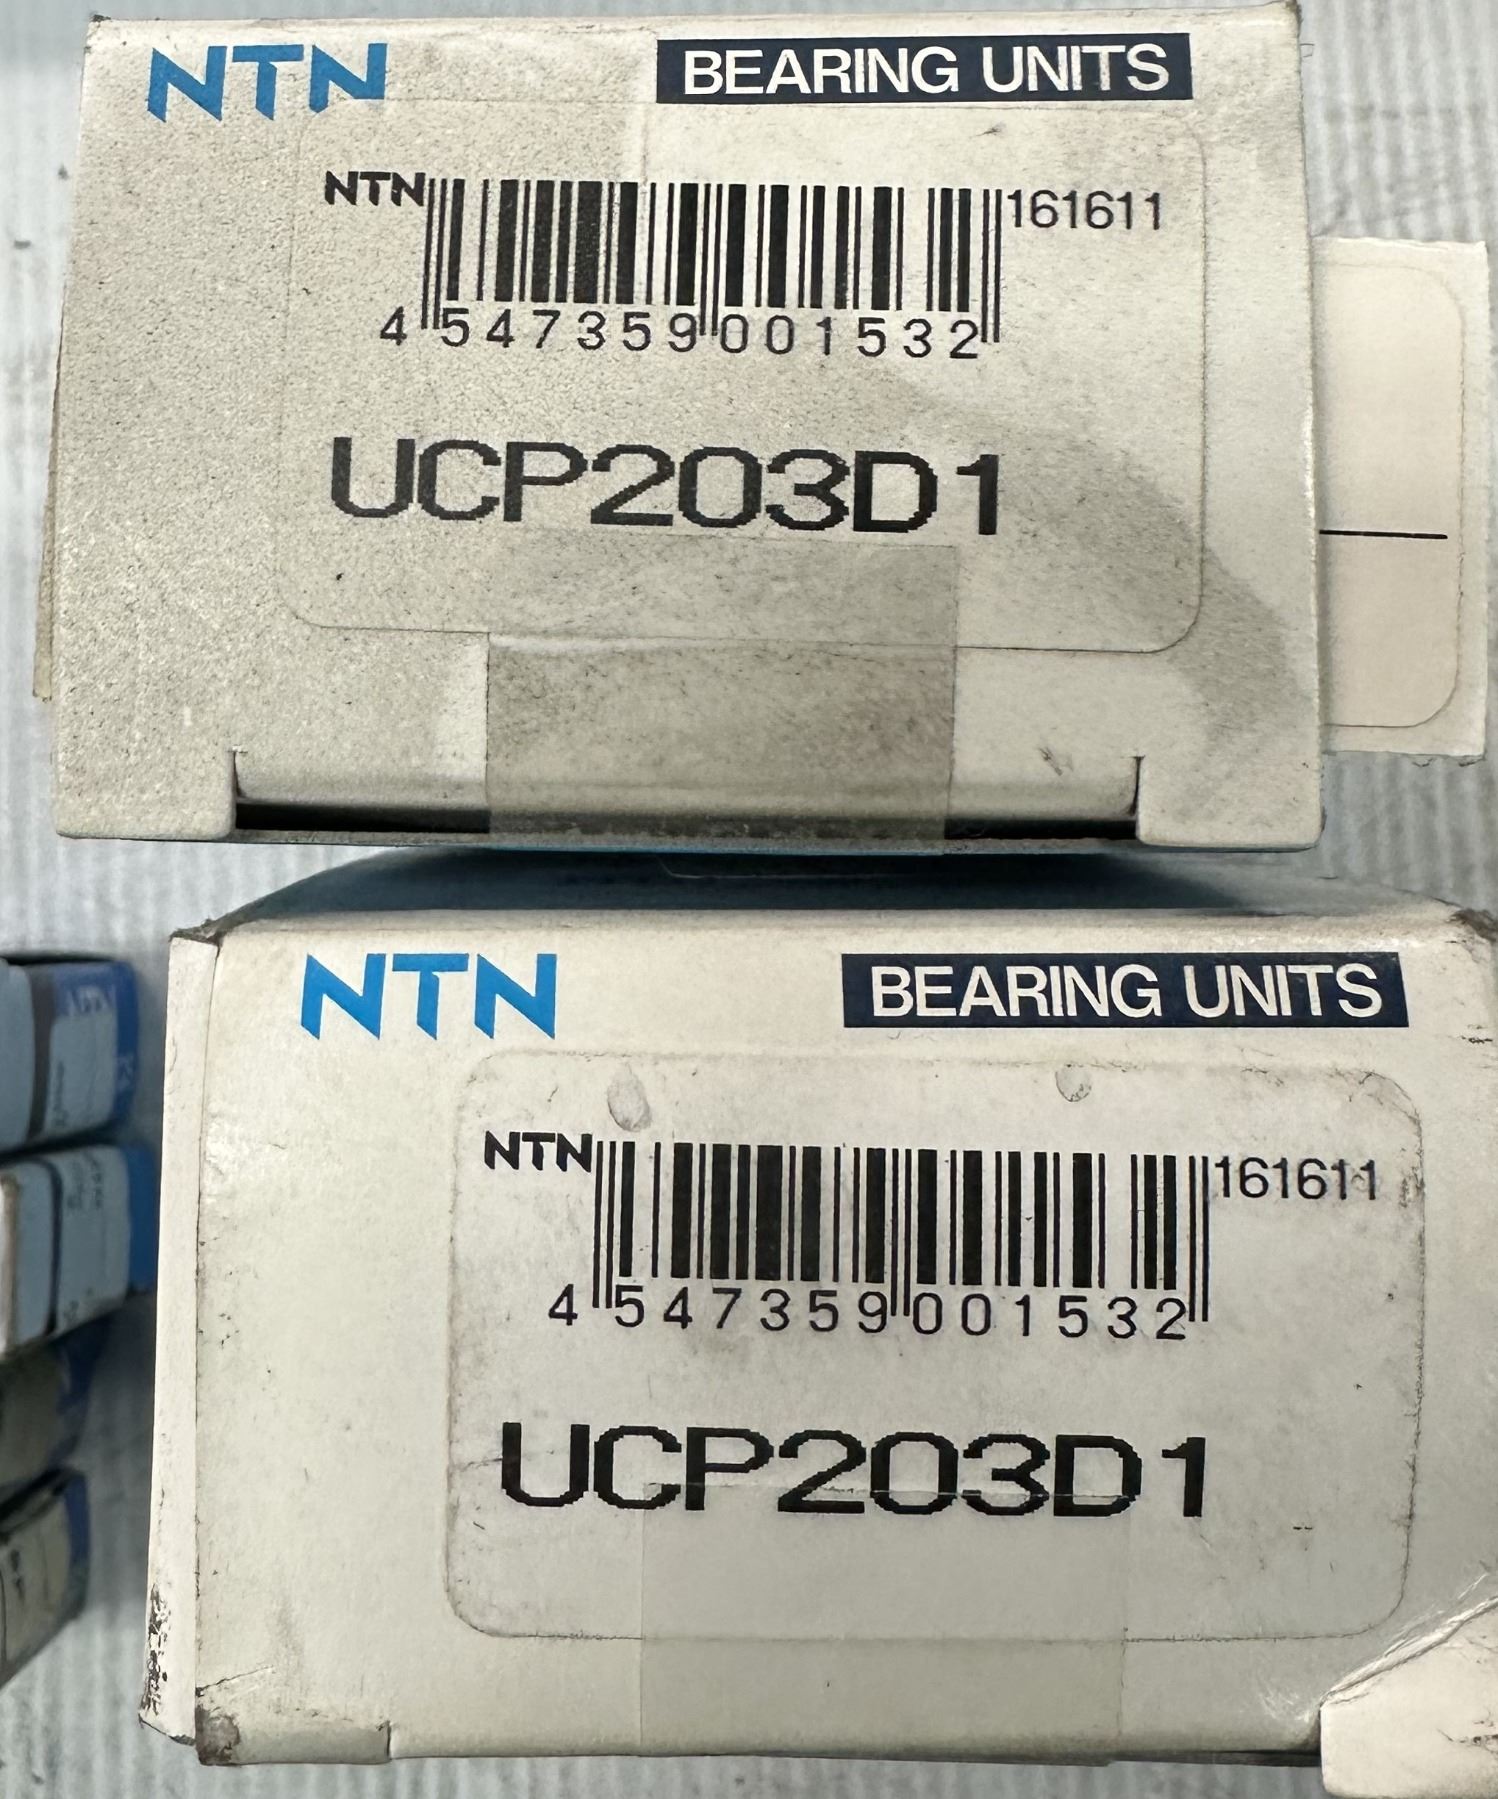 NTN BEARING UNITS
NTN 161611
4 547359 001532
UCP203D1
NTN BEARING UNITS
NTN 161611
4 547359 001532
UCP203D1